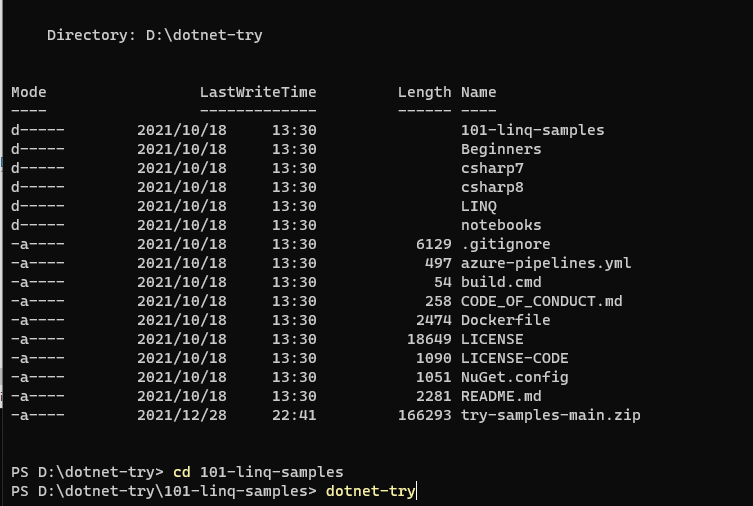 Directory: D:\dotnet-try
Mode LastWriteTime Length Name
---- ------------- ------ ----
d----- 2021/10/18 13:30 101-linq-samples
d----- 2021/10/18 13:30 Beginners
d----- 2021/10/18 13:30 csharp7
d----- 2021/10/18 13:30 csharp8
d----- 2021/10/18 13:30 LINQ
d----- 2021/10/18 13:30 notebooks
-a---- 2021/10/18 13:30 6129 .gitignore
-a---- 2021/10/18 13:30 497 azure-pipelines.yml
-a---- 2021/10/18 13:30 54 build.cmd
-a---- 2021/10/18 13:30 258 CODE_OF_CONDUCT.md
-a---- 2021/10/18 13:30 2474 Dockerfile
-a---- 2021/10/18 13:30 18649 LICENSE
-a---- 2021/10/18 13:30 1090 LICENSE-CODE
-a---- 2021/10/18 13:30 1051 NuGet.config
-a---- 2021/10/18 13:30 2281 README.md
-a---- 2021/12/28 22:41 166293 try-samples-main.zip
PS D:\dotnet-try> cd 101-linq-samples
PS D:\dotnet-try\101-linq-samples> dotnet-try